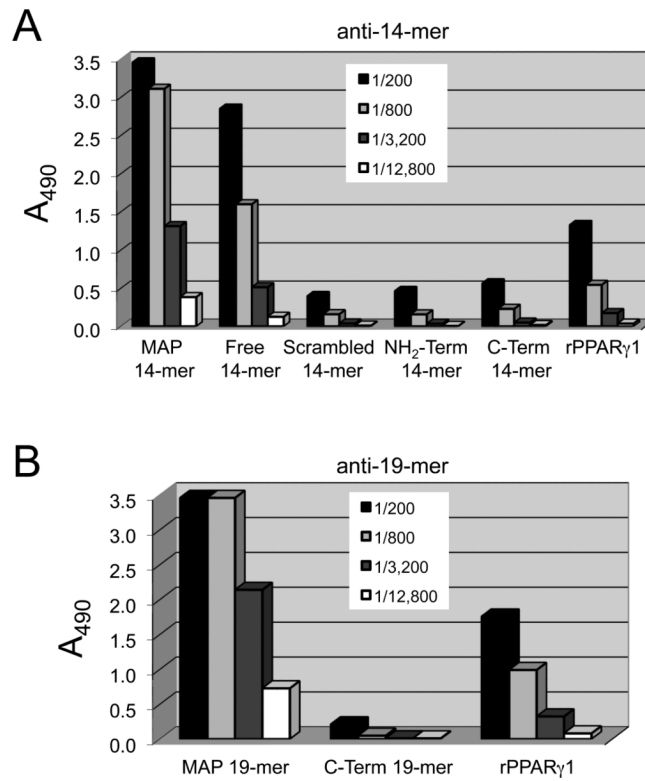 A
anti-14-mer
3.5
3.0
2.5
2.0
1.5
1.0
0.5
0.0
A490
1/200
1/800
1/3,200
1/12,800
MAP Free Scrambled NH2-Term C-Term rPPARγ1
14-mer 14-mer 14-mer 14-mer 14-mer
B
anti-19-mer
3.5
3.0
2.5
2.0
1.5
1.0
0.5
0.0
A490
1/200
1/800
1/3,200
1/12,800
MAP 19-mer C-Term 19-mer rPPARγ1